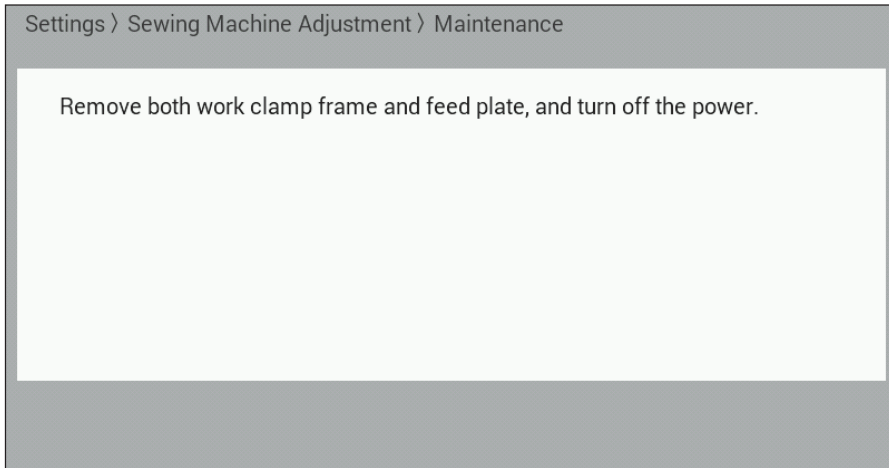 Settings 〉 Sewing Machine Adjustment 〉 Maintenance
Remove both work clamp frame and feed plate, and turn off the power.